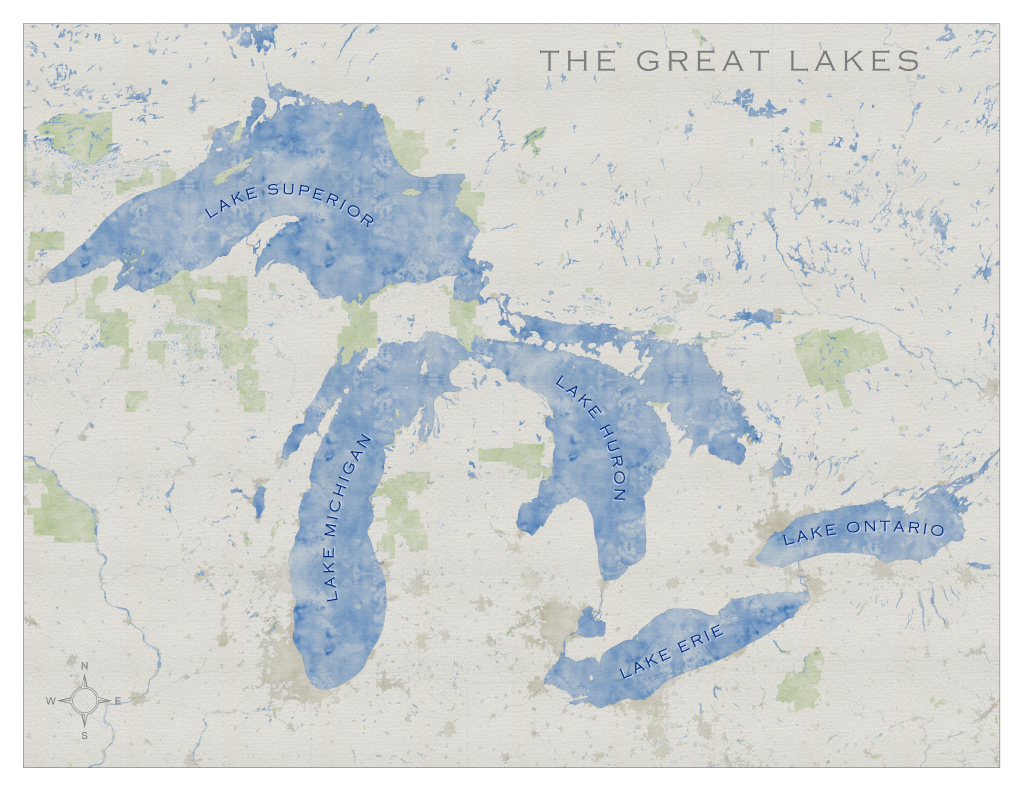 THE GREAT LAKES
LAKE SUPERIOR
LAKE HURON
LAKE MICHIGAN
LAKE ONTARIO
LAKE ERIE
N
W E
S